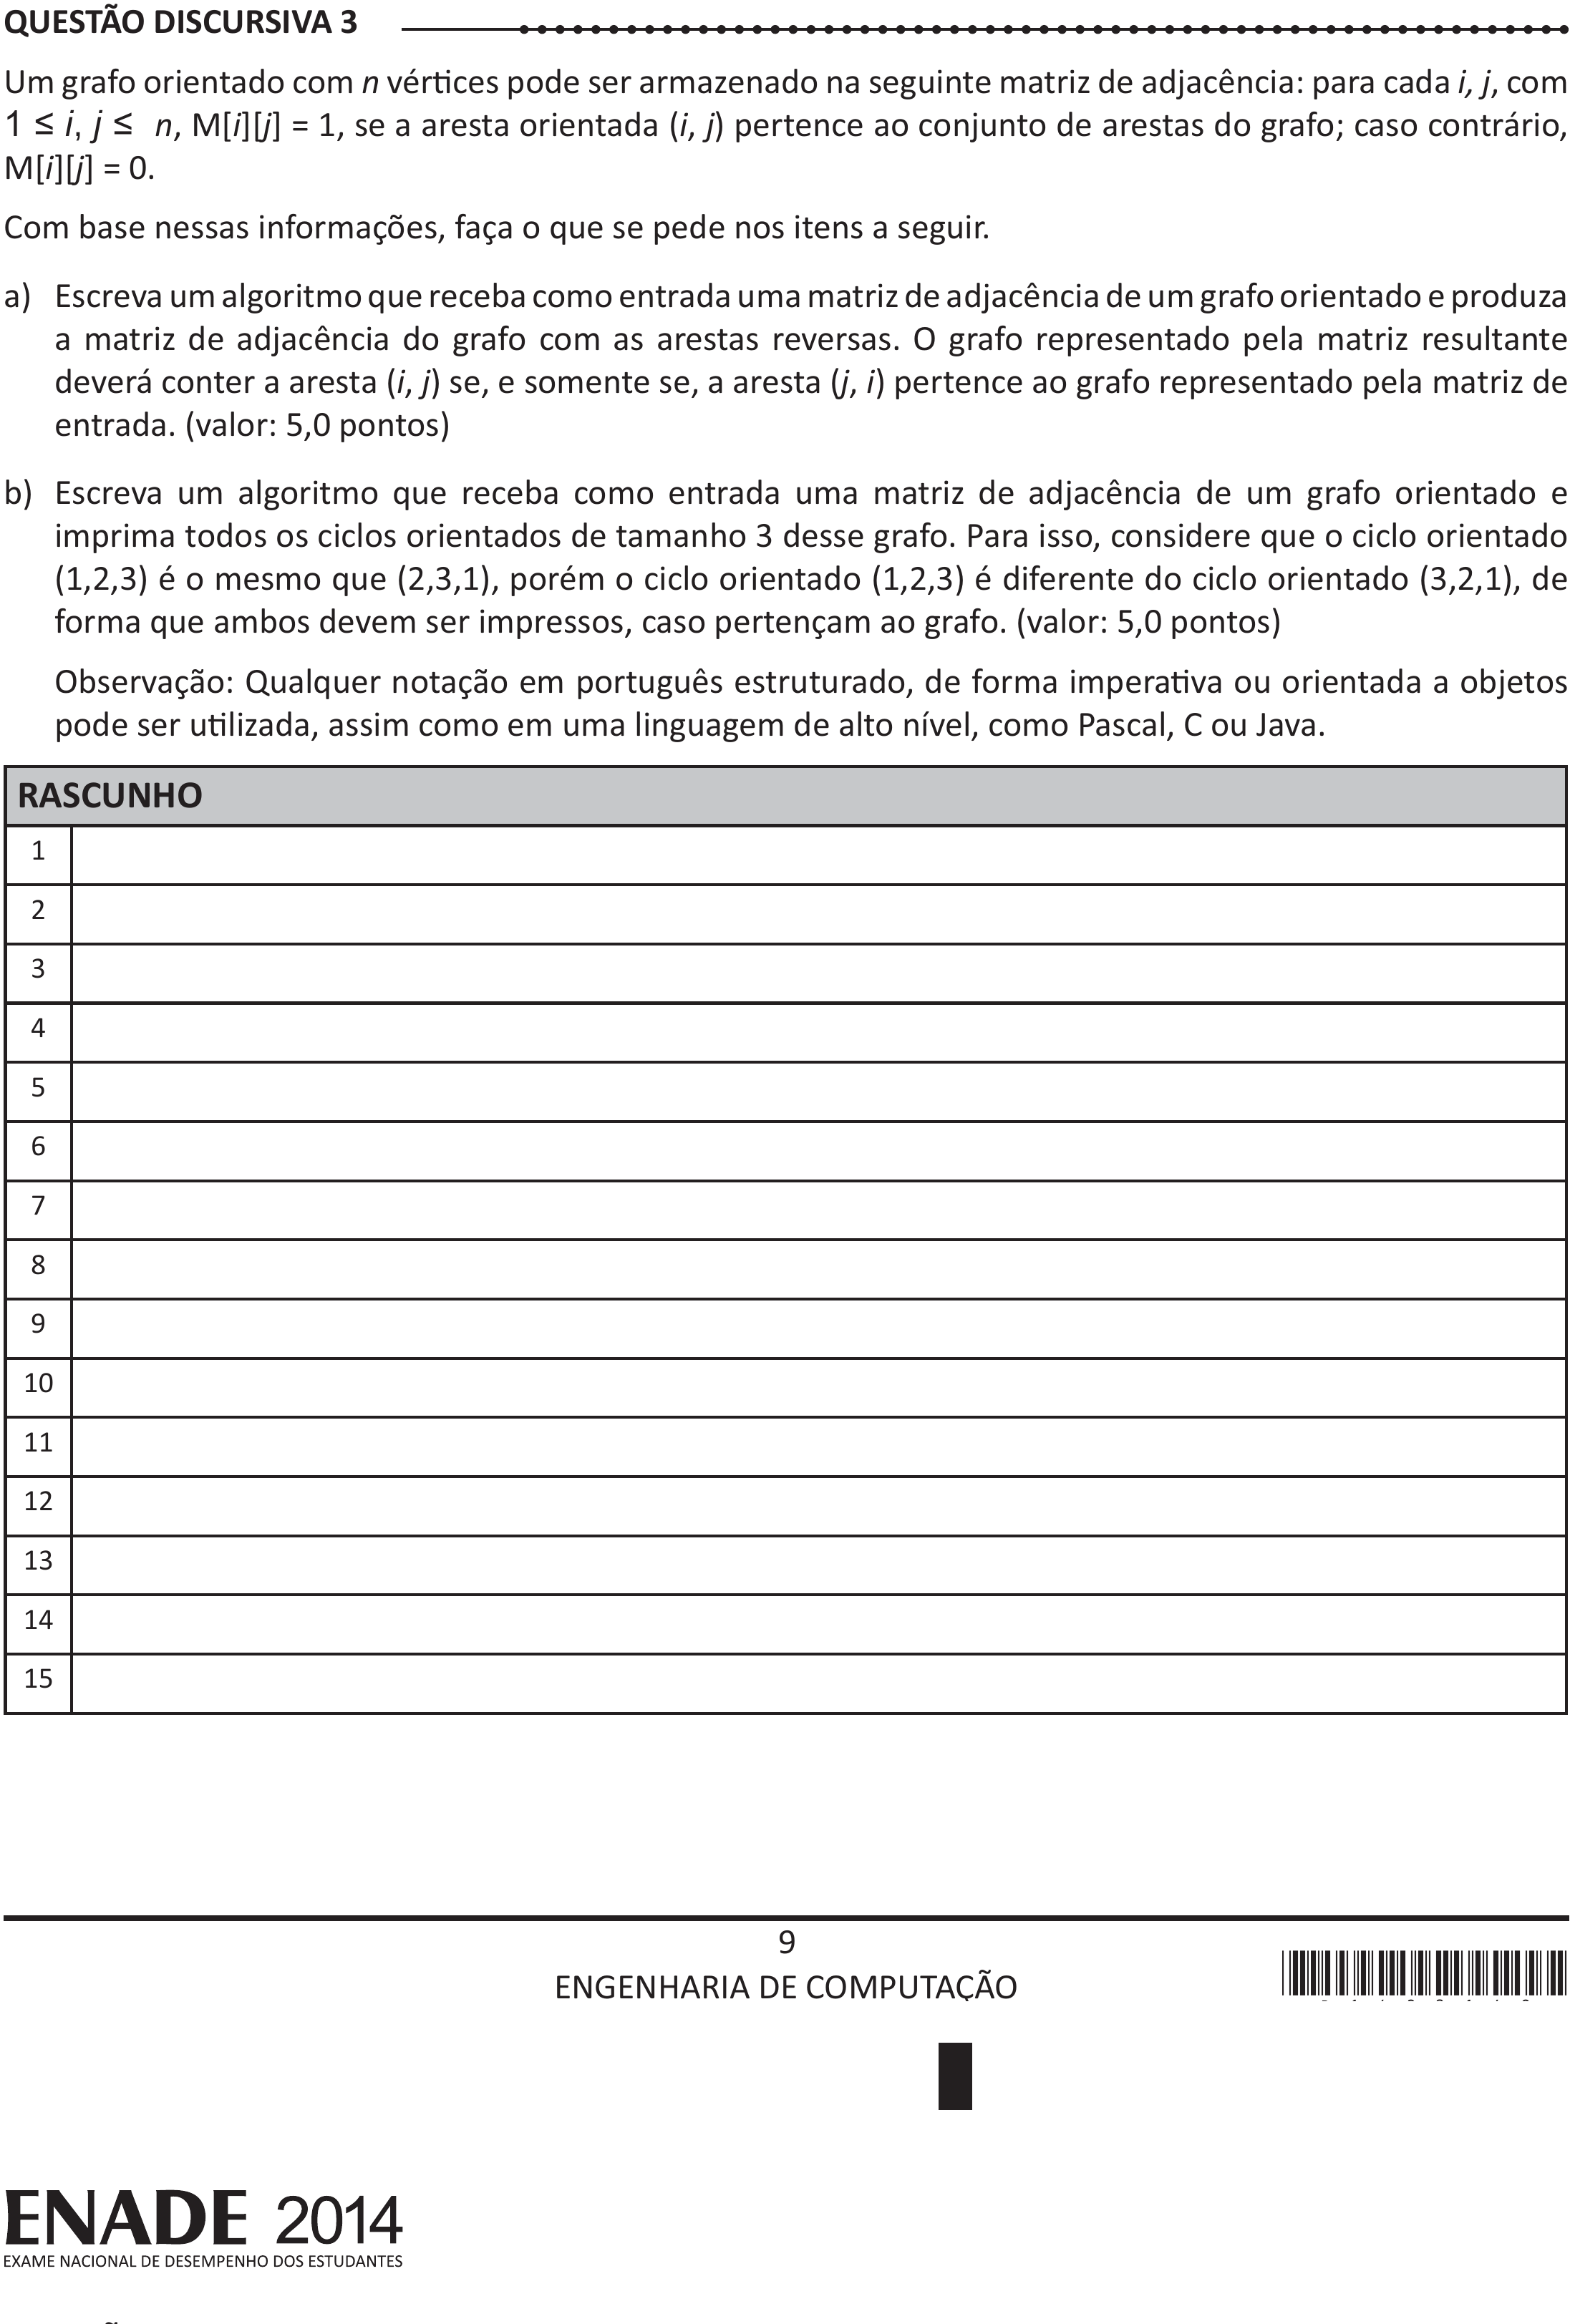 QUESTÃO DISCURSIVA 3
Um grafo orientado com n vértices pode ser armazenado na seguinte matriz de adjacência: para cada i, j, com
1 ≤ i, j ≤ n, M[i][j] = 1, se a aresta orientada (i, j) pertence ao conjunto de arestas do grafo; caso contrário,
M[i][j] = 0.
Com base nessas informações, faça o que se pede nos itens a seguir.
a) Escreva um algoritmo que receba como entrada uma matriz de adjacência de um grafo orientado e produza
a matriz de adjacência do grafo com as arestas reversas. O grafo representado pela matriz resultante
deverá conter a aresta (i, j) se, e somente se, a aresta (j, i) pertence ao grafo representado pela matriz de
entrada. (valor: 5,0 pontos)
b) Escreva um algoritmo que receba como entrada uma matriz de adjacência de um grafo orientado e
imprima todos os ciclos orientados de tamanho 3 desse grafo. Para isso, considere que o ciclo orientado
(1,2,3) é o mesmo que (2,3,1), porém o ciclo orientado (1,2,3) é diferente do ciclo orientado (3,2,1), de
forma que ambos devem ser impressos, caso pertençam ao grafo. (valor: 5,0 pontos)
Observação: Qualquer notação em português estruturado, de forma imperativa ou orientada a objetos
pode ser utilizada, assim como em uma linguagem de alto nível, como Pascal, C ou Java.
RASCUNHO
1
2
3
4
5
6
7
8
9
10
11
12
13
14
15
9
ENGENHARIA DE COMPUTAÇÃO
ENADE 2014
EXAME NACIONAL DE DESEMPENHO DOS ESTUDANTES